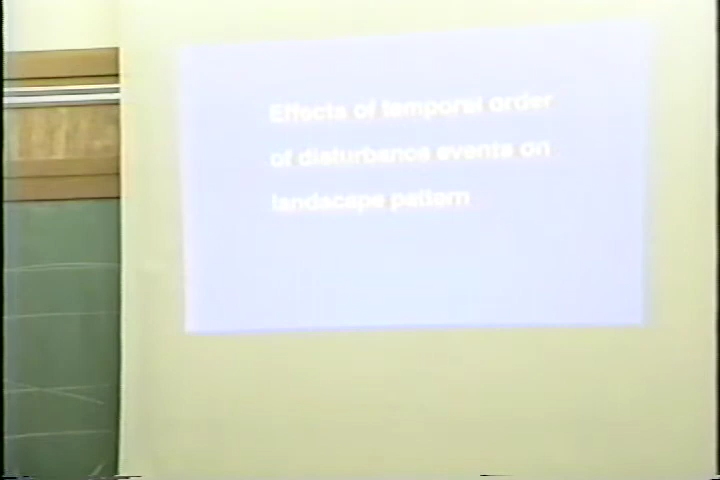 Effects of temporal order
of disturbance events on
landscape pattern